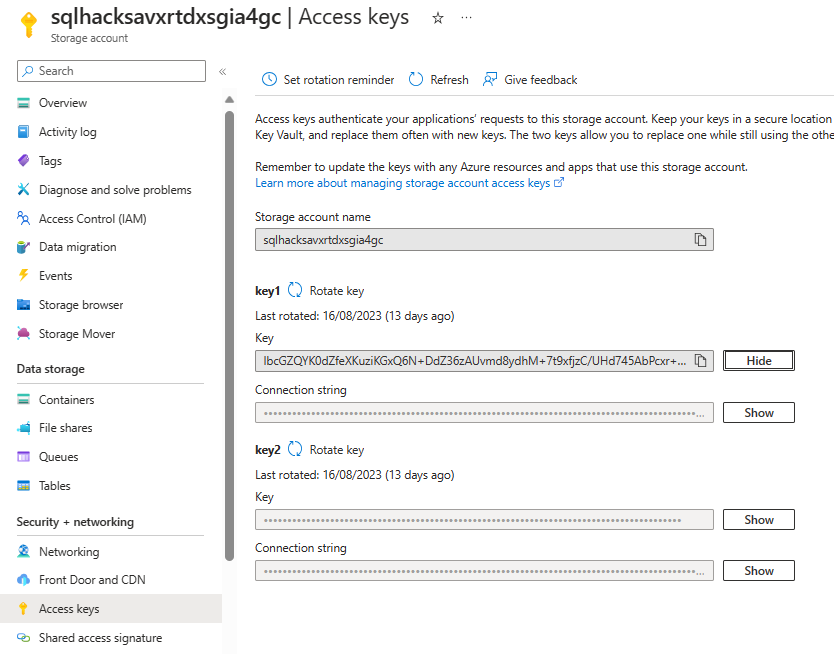 sqlhacksavxrtdxsgia4gc | Access keys
Storage account
Search
Overview
Activity log
Tags
Diagnose and solve problems
Access Control (IAM)
Data migration
Events
Storage browser
Storage Mover
Data storage
Containers
File shares
Queues
Tables
Security + networking
Networking
Front Door and CDN
Access keys
Shared access signature
Set rotation reminder
Refresh
Give feedback
Access keys authenticate your applications' requests to this storage account. Keep your keys in a secure location
Key Vault, and replace them often with new keys. The two keys allow you to replace one while still using the othe
Remember to update the keys with any Azure resources and apps that use this storage account.
Learn more about managing storage account access keys
Storage account name
sqlhacksavxrtdxsgia4gc
key1 Rotate key
Last rotated: 16/08/2023 (13 days ago)
Key
IbcGZQYK0dZfeXKuziKGxQ6N+DdZ36zAUvmd8ydhM+7t9xfjzC/UHd745AbPcxr+... Hide
Connection string
Show
key2 Rotate key
Last rotated: 16/08/2023 (13 days ago)
Key
Show
Connection string
Show